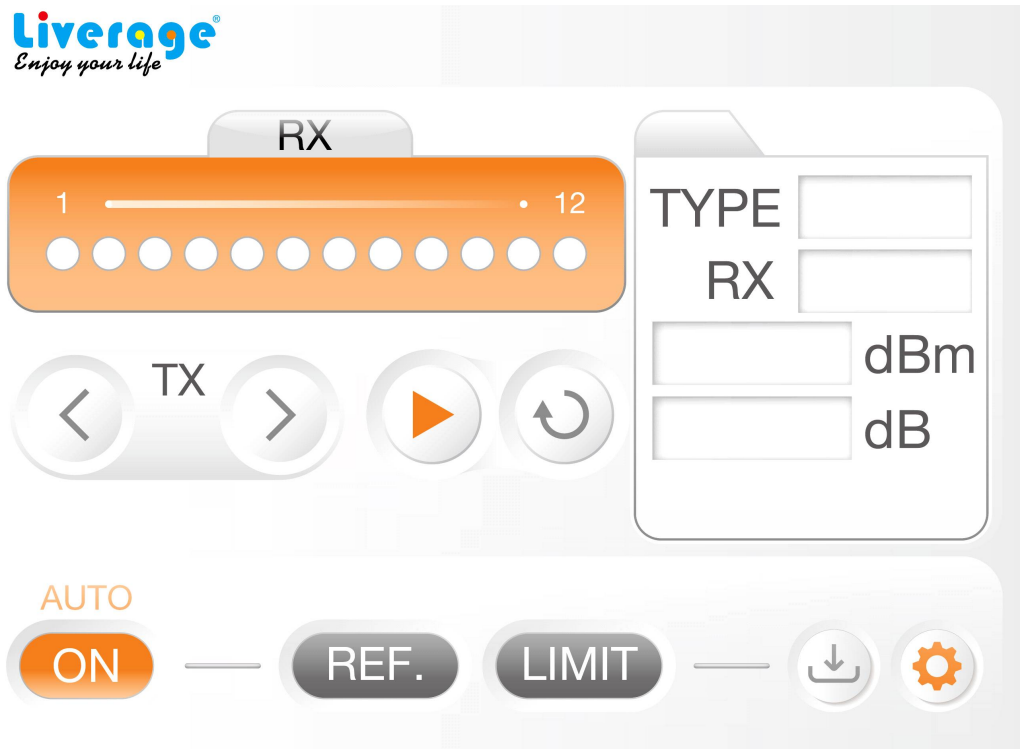 Liverage®
Enjoy your life
RX
1 12
TX
TYPE
RX
dBm
dB
AUTO
ON
REF.
LIMIT